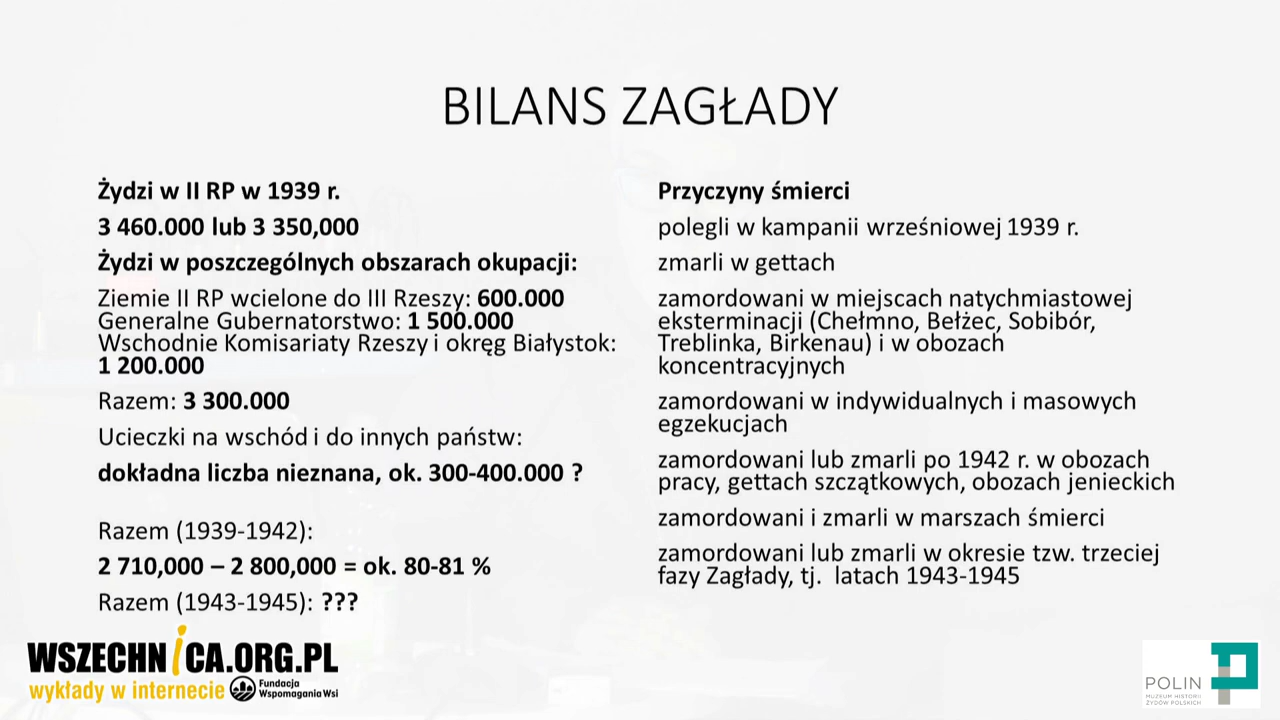 BILANS ZAGŁADY
Żydzi w II RP w 1939 r.
3 460.000 lub 3 350,000
Żydzi w poszczególnych obszarach okupacji:
Ziemie II RP wcielone do III Rzeszy: 600.000
Generalne Gubernatorstwo: 1 500.000
Wschodnie Komisariaty Rzeszy i okręg Białystok:
1 200.000
Razem: 3 300.000
Ucieczki na wschód i do innych państw:
dokładna liczba nieznana, ok. 300-400.000 ?
Razem (1939-1942):
2 710,000 – 2 800,000 = ok. 80-81 %
Razem (1943-1945): ???
Przyczyny śmierci
polegli w kampanii wrześniowej 1939 r.
zmarli w gettach
zamordowani w miejscach natychmiastowej
eksterminacji (Chełmno, Bełżec, Sobibór,
Treblinka, Birkenau) i w obozach
koncentracyjnych
zamordowani w indywidualnych i masowych
egzekucjach
zamordowani lub zmarli po 1942 r. w obozach
pracy, gettach szczątkowych, obozach jenieckich
zamordowani i zmarli w marszach śmierci
zamordowani lub zmarli w okresie tzw. trzeciej
fazy Zagłady, tj. latach 1943-1945
WSZECHNiCA.ORG.PL
wykłady w internecie
Fundacja
Wspomagania Wsi
POLIN
MUZEUM HISTORII
ŻYDÓW POLSKICH